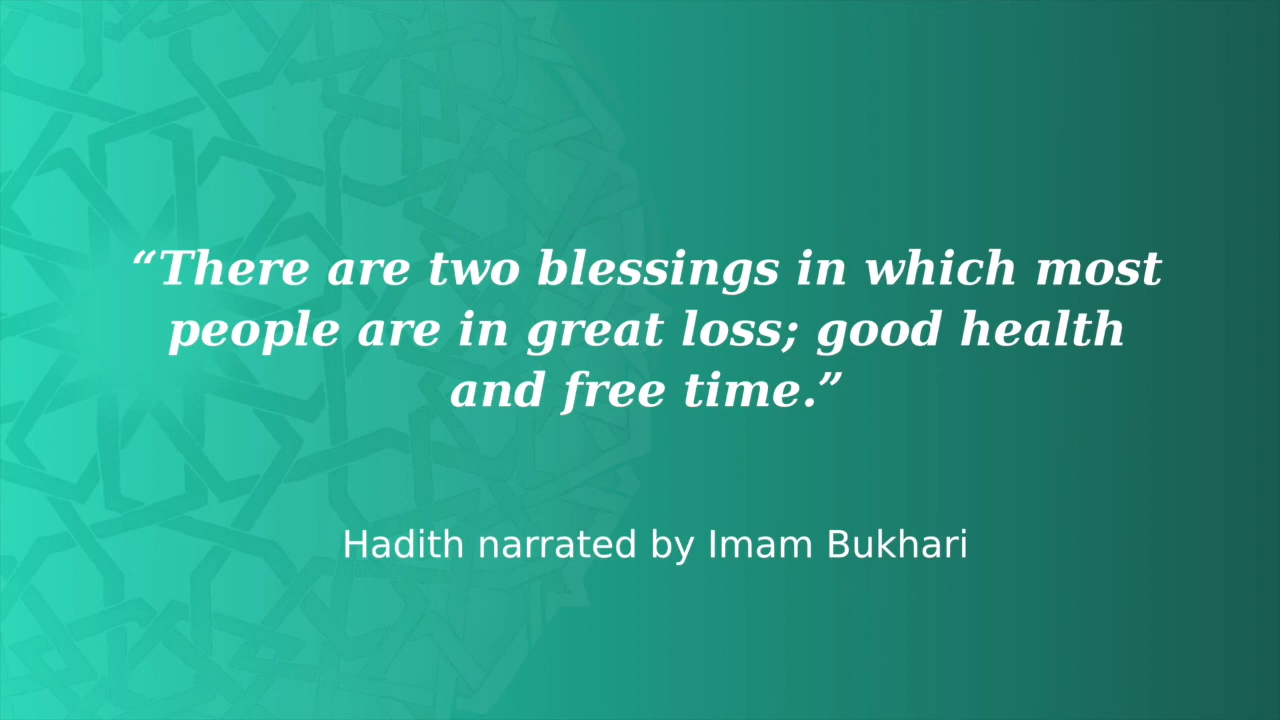 “There are two blessings in which most
people are in great loss; good health
and free time.”
Hadith narrated by Imam Bukhari